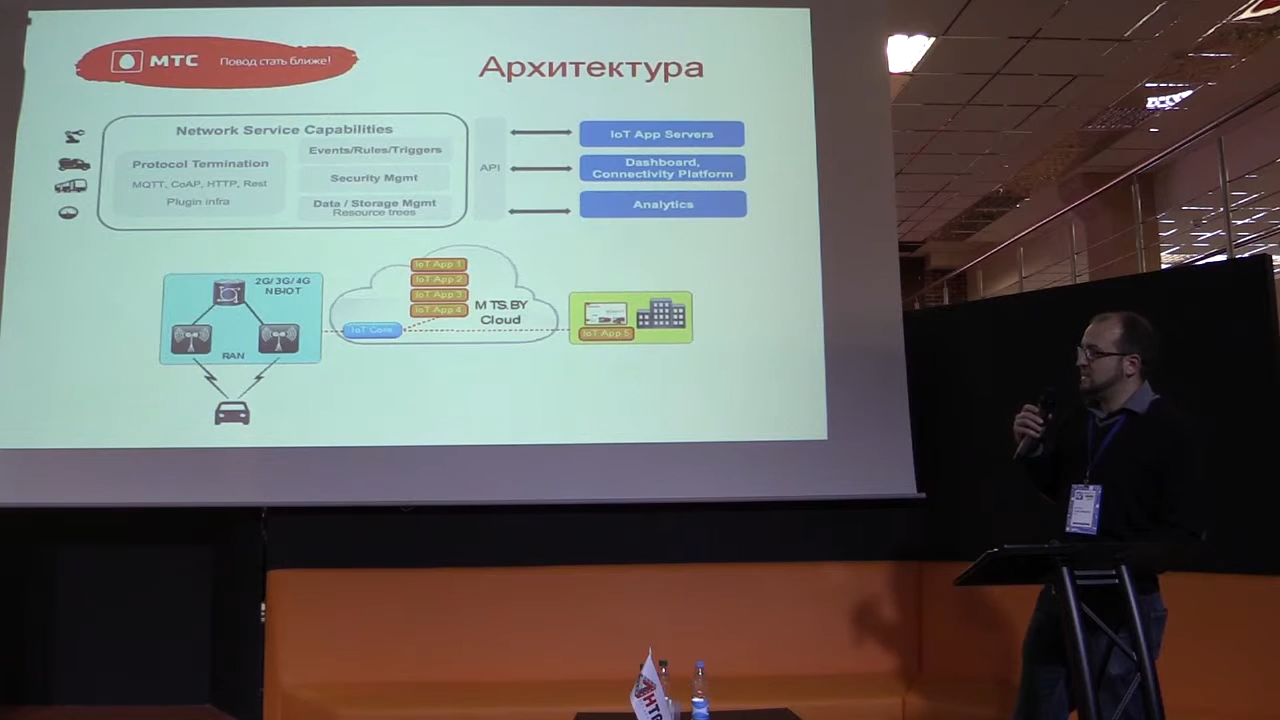 МТС Повод стать ближе!
Архитектура
Network Service Capabilities
Protocol Termination
MQTT, CoAP, HTTP, Rest
Plugin infra
Events/Rules/Triggers
Security Mgmt
Data / Storage Mgmt
Resource trees
API
IoT App Servers
Dashboard,
Connectivity Platform
Analytics
2G/3G/4G
NB-IOT
RAN
IoT App 1
IoT App 2
IoT App 3
IoT App 4
MTS.BY
Cloud
IoT Core
IoT App 5